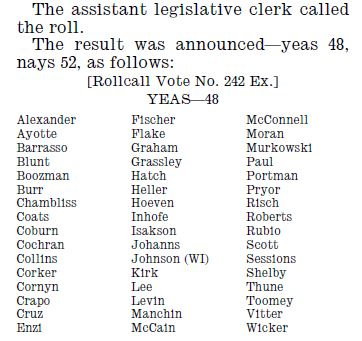 The assistant legislative clerk called
the roll.
The result was announced—yeas 48,
nays 52, as follows:
[Rollcall Vote No. 242 Ex.]
YEAS—48
Alexander
Ayotte
Barrasso
Blunt
Boozman
Burr
Chambliss
Coats
Coburn
Cochran
Collins
Corker
Cornyn
Crapo
Cruz
Enzi
Fischer
Flake
Graham
Grassley
Hatch
Heller
Hoeven
Inhofe
Isakson
Johanns
Johnson (WI)
Kirk
Lee
Levin
Manchin
McCain
McConnell
Moran
Murkowski
Paul
Portman
Pryor
Risch
Roberts
Rubio
Scott
Sessions
Shelby
Thune
Toomey
Vitter
Wicker